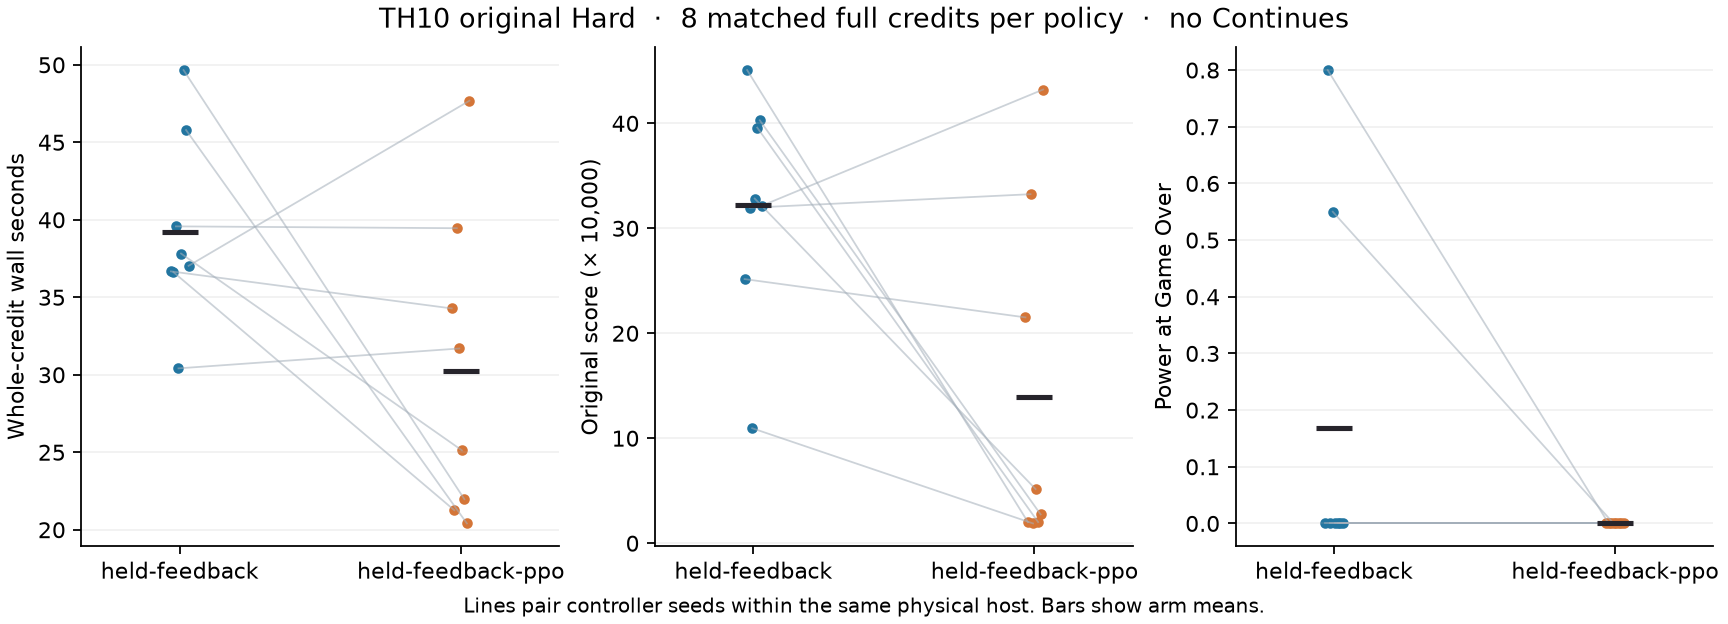 TH10 original Hard · 8 matched full credits per policy · no Continues
Whole-credit wall seconds
50
45
40
35
30
25
20
held-feedback held-feedback-ppo
Original score (× 10,000)
40
30
20
10
0
held-feedback held-feedback-ppo
Power at Game Over
0.8
0.7
0.6
0.5
0.4
0.3
0.2
0.1
0.0
held-feedback held-feedback-ppo
Lines pair controller seeds within the same physical host. Bars show arm means.